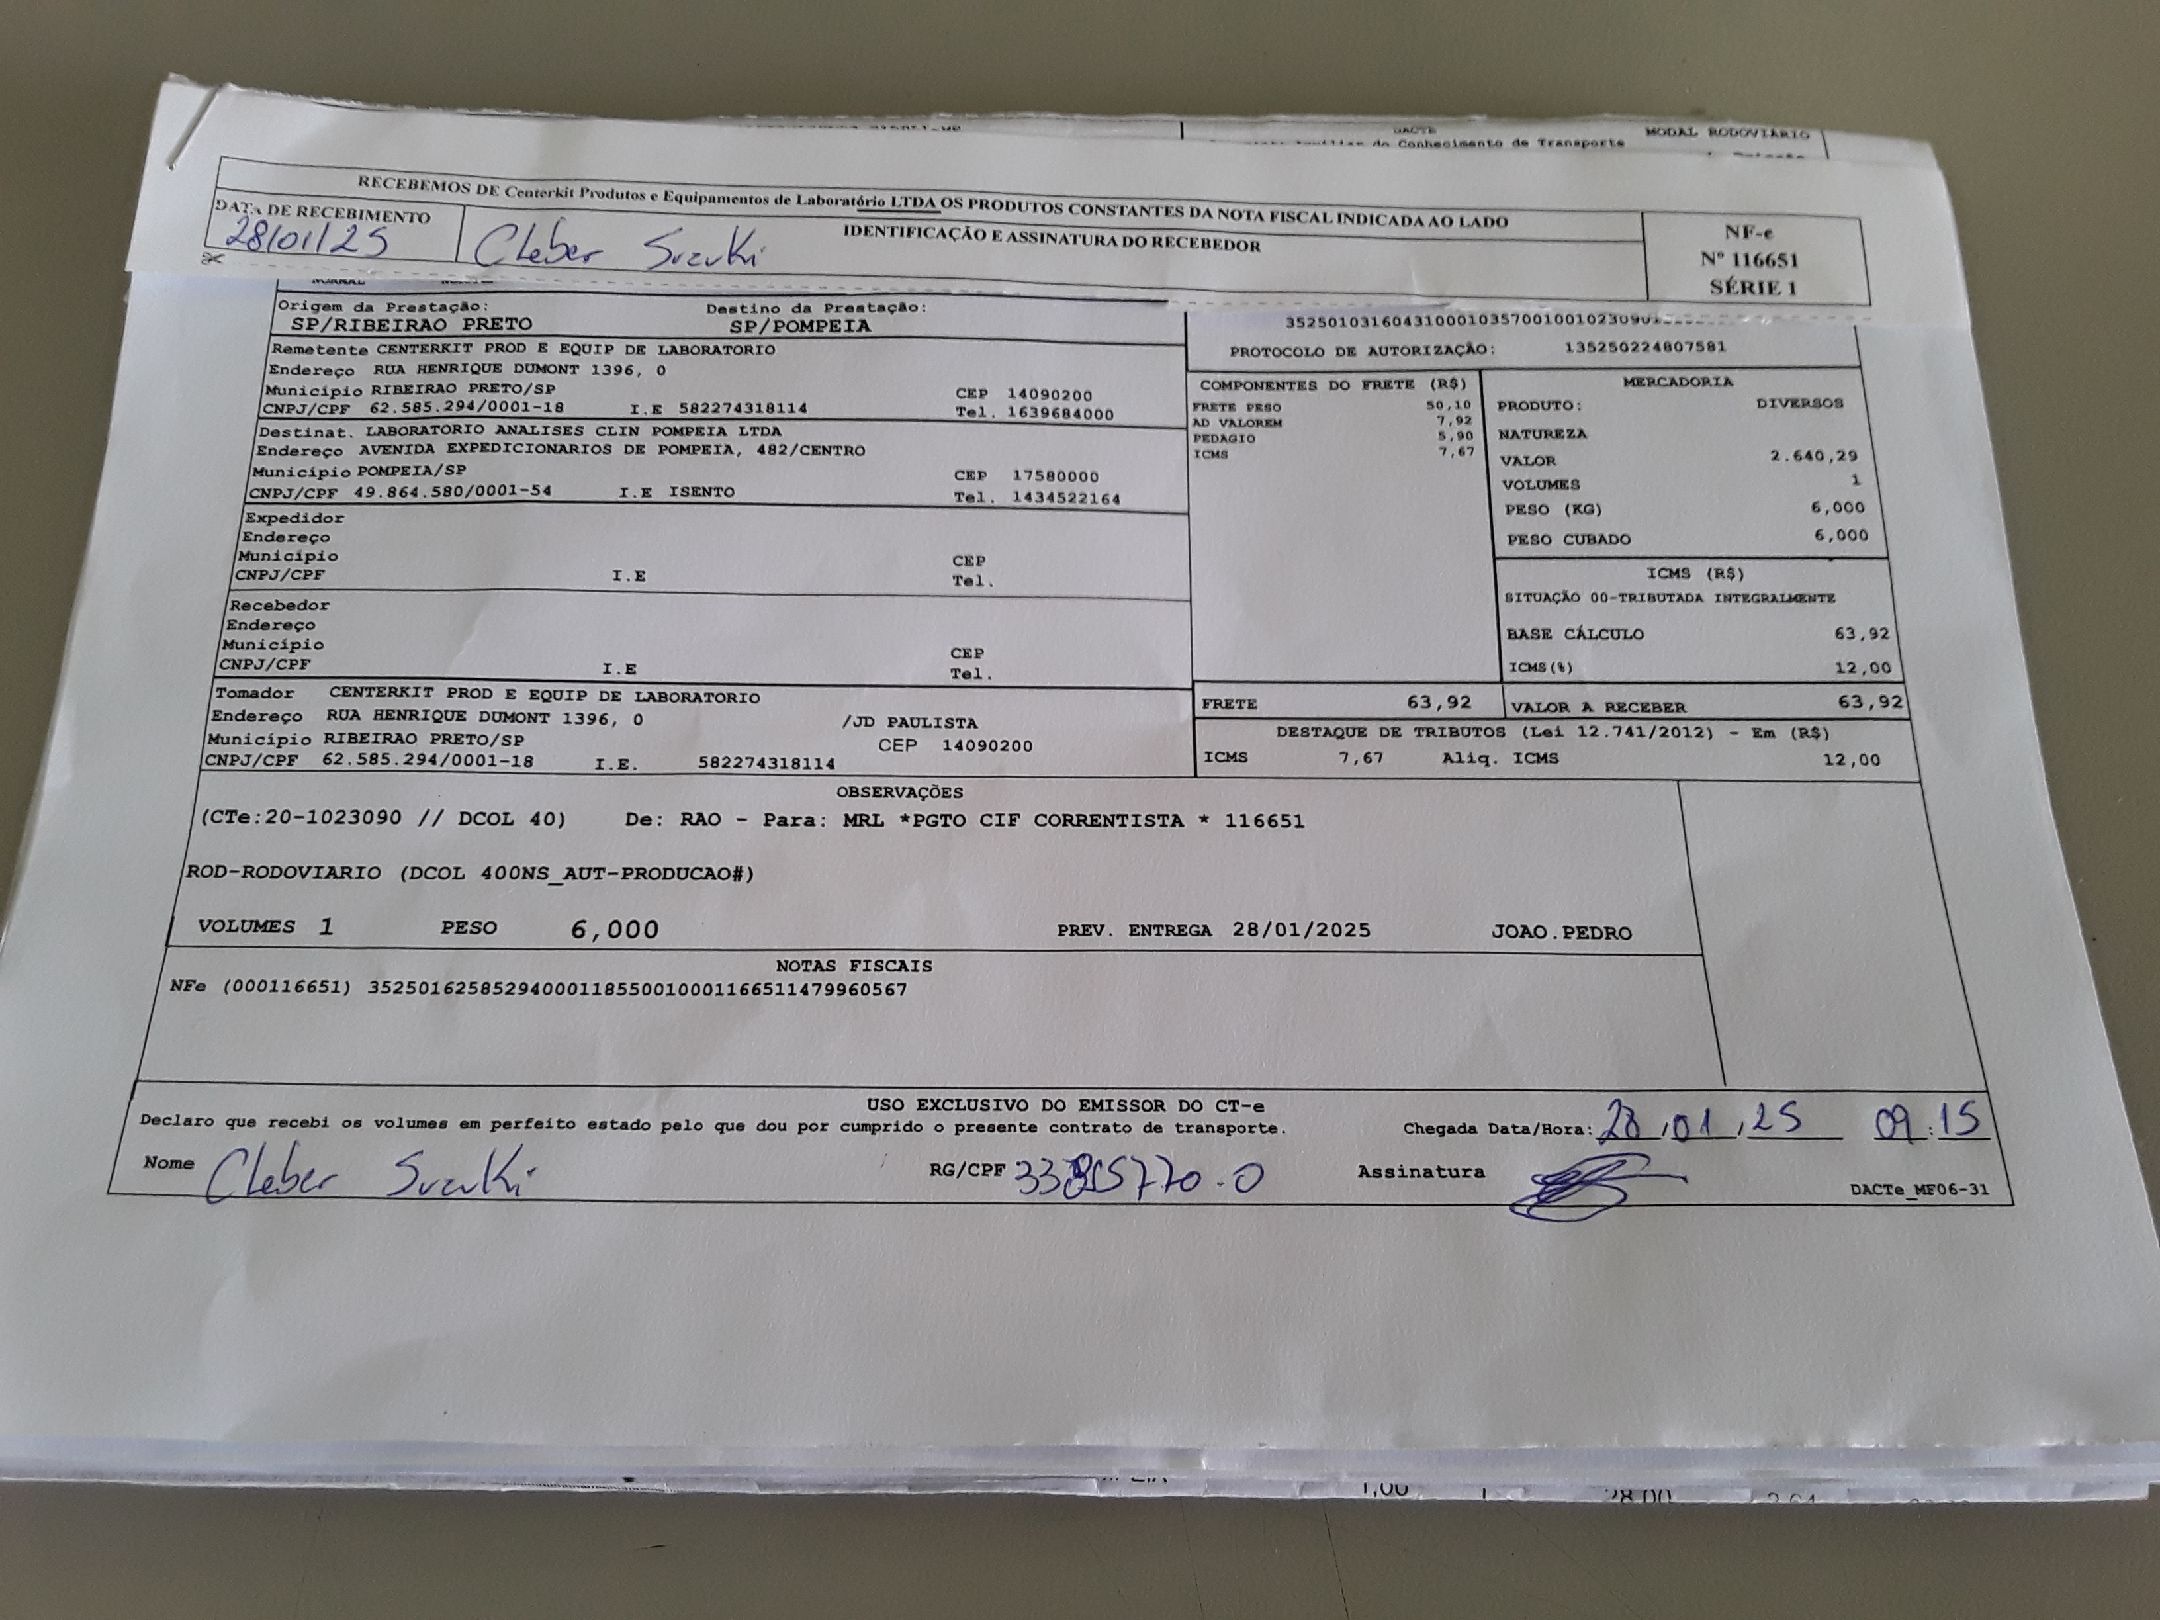 DACTE
MODAL RODOVIÁRIO
do Conhecimento de Transporte
RECEBEMOS DE Centerkit Produtos e Equipamentos de Laboratório LTDA OS PRODUTOS CONSTANTES DA NOTA FISCAL INDICADA AO LADO
DATA DE RECEBIMENTO
28/01/25
IDENTIFICAÇÃO E ASSINATURA DO RECEBEDOR
Cleber Suzuki
NF-e
Nº 116651
SÉRIE 1
Origem da Prestação: Destino da Prestação:
SP/RIBEIRAO PRETO SP/POMPEIA
Remetente CENTERKIT PROD E EQUIP DE LABORATORIO
Endereço RUA HENRIQUE DUMONT 1396, 0
Município RIBEIRAO PRETO/SP CEP 14090200
CNPJ/CPF 62.585.294/0001-18 I.E 582274318114 Tel. 1639684000
Destinat. LABORATORIO ANALISES CLIN POMPEIA LTDA
Endereço AVENIDA EXPEDICIONARIOS DE POMPEIA, 482/CENTRO
Município POMPEIA/SP CEP 17580000
CNPJ/CPF 49.864.580/0001-54 I.E ISENTO Tel. 1434522164
Expedidor
Endereço
Município CEP
CNPJ/CPF I.E Tel.
Recebedor
Endereço
Município CEP
CNPJ/CPF I.E Tel.
Tomador CENTERKIT PROD E EQUIP DE LABORATORIO
Endereço RUA HENRIQUE DUMONT 1396, 0 /JD PAULISTA
Município RIBEIRAO PRETO/SP CEP 14090200
CNPJ/CPF 62.585.294/0001-18 I.E. 582274318114
PROTOCOLO DE AUTORIZAÇÃO: 135250224807581
COMPONENTES DO FRETE (R$)
FRETE PESO 50,10
AD VALOREM 7,92
PEDAGIO 5,90
ICMS 7,67
MERCADORIA
PRODUTO: DIVERSOS
NATUREZA
VALOR 2.640,29
VOLUMES 1
PESO (KG) 6,000
PESO CUBADO 6,000
ICMS (R$)
SITUAÇÃO 00-TRIBUTADA INTEGRALMENTE
BASE CÁLCULO 63,92
ICMS(%) 12,00
FRETE 63,92 VALOR A RECEBER 63,92
DESTAQUE DE TRIBUTOS (Lei 12.741/2012) - Em (R$)
ICMS 7,67 Aliq. ICMS 12,00
OBSERVAÇÕES
(CTe:20-1023090 // DCOL 40) De: RAO - Para: MRL *PGTO CIF CORRENTISTA * 116651
ROD-RODOVIARIO (DCOL 400NS_AUT-PRODUCAO#)
VOLUMES 1 PESO 6,000 PREV. ENTREGA 28/01/2025 JOAO.PEDRO
NOTAS FISCAIS
NFe (000116651) 35250162585294000118550010001166511479960567
USO EXCLUSIVO DO EMISSOR DO CT-e
Declaro que recebi os volumes em perfeito estado pelo que dou por cumprido o presente contrato de transporte. Chegada Data/Hora: 28/01/25 09:15
Nome Cleber Suzuki RG/CPF Assinatura
DACTe_MF06-31
1,00 28,00